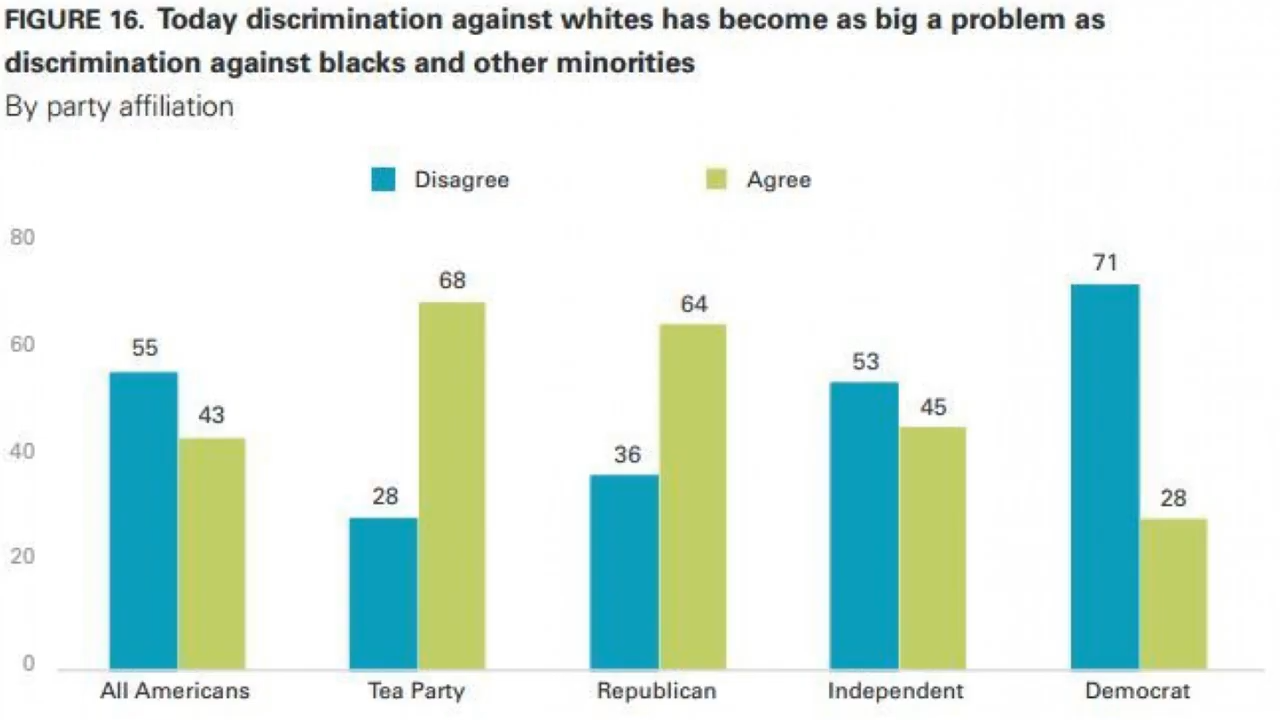 FIGURE 16. Today discrimination against whites has become as big a problem as
discrimination against blacks and other minorities
By party affiliation
Disagree
Agree
80
60
40
20
0
55
43
28
68
36
64
53
45
71
28
All Americans
Tea Party
Republican
Independent
Democrat